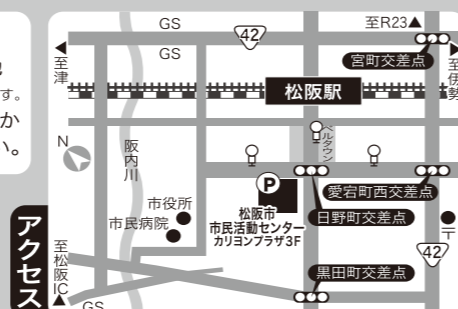 す。
か
い。
アクセス
GS
GS
42
至R23▲
宮町交差点
至津
至伊勢
松阪駅
N
阪内川
ベルタウン
愛宕町西交差点
P
市役所
市民病院
松阪市
市民活動センター
カリヨンプラザ3F
日野町交差点
〒
42
黒田町交差点
至松阪IC
GS